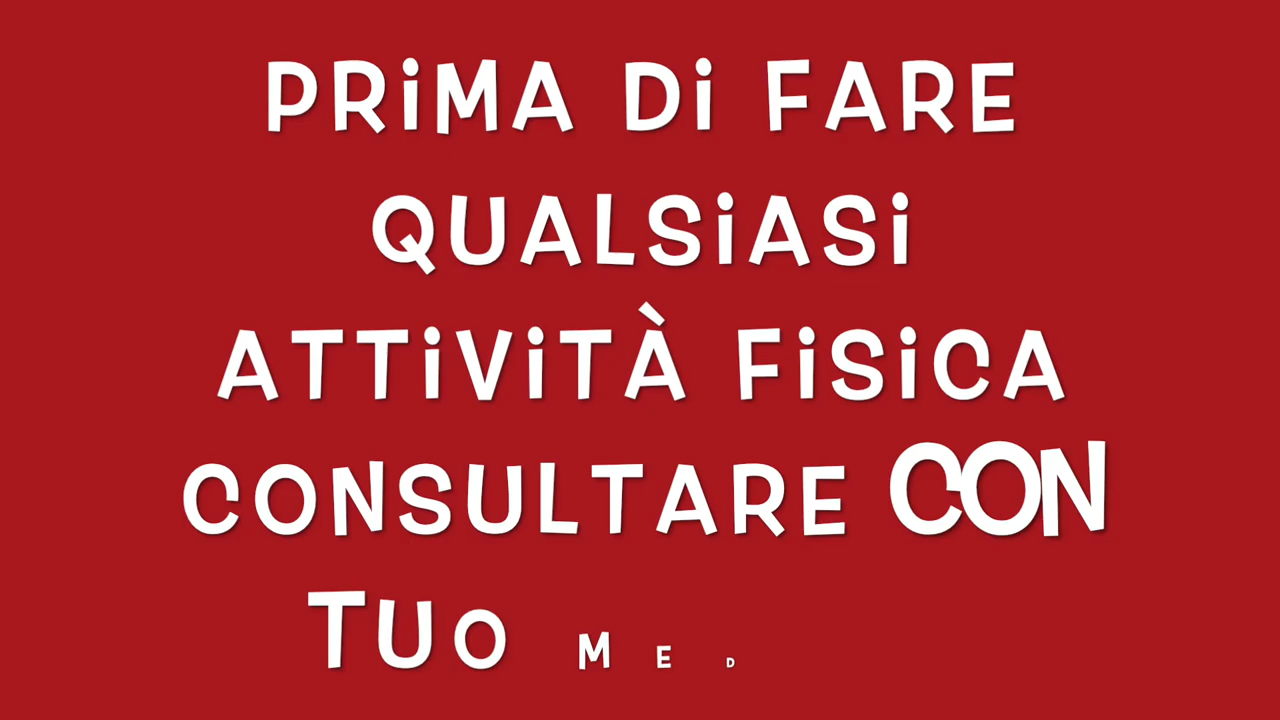 PRiMA Di FARE
QUALSiASi
ATTiViTÀ FiSiCA
CONSULTARE CON
TUO MED